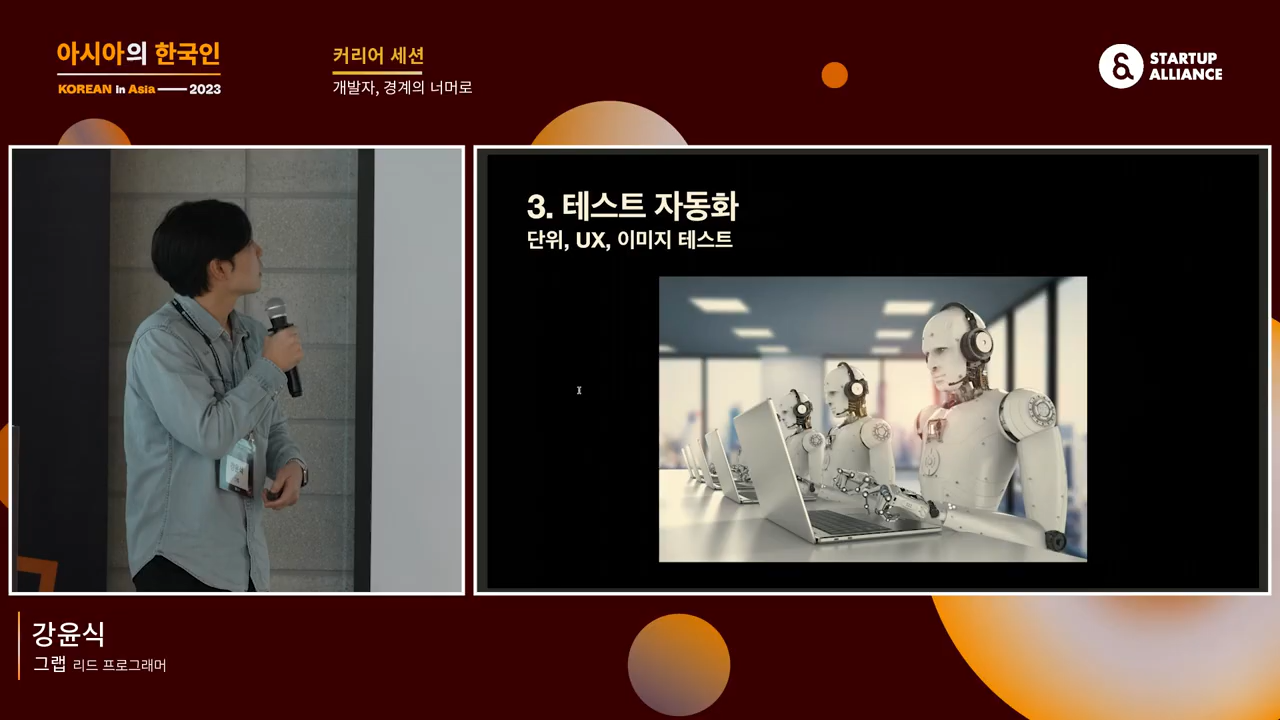 아시아의 한국인
KOREAN in Asia 2023
커리어 세션
개발자, 경계의 너머로
STARTUP
ALLIANCE
3. 테스트 자동화
단위, UX, 이미지 테스트
강윤식
그랩 리드 프로그래머